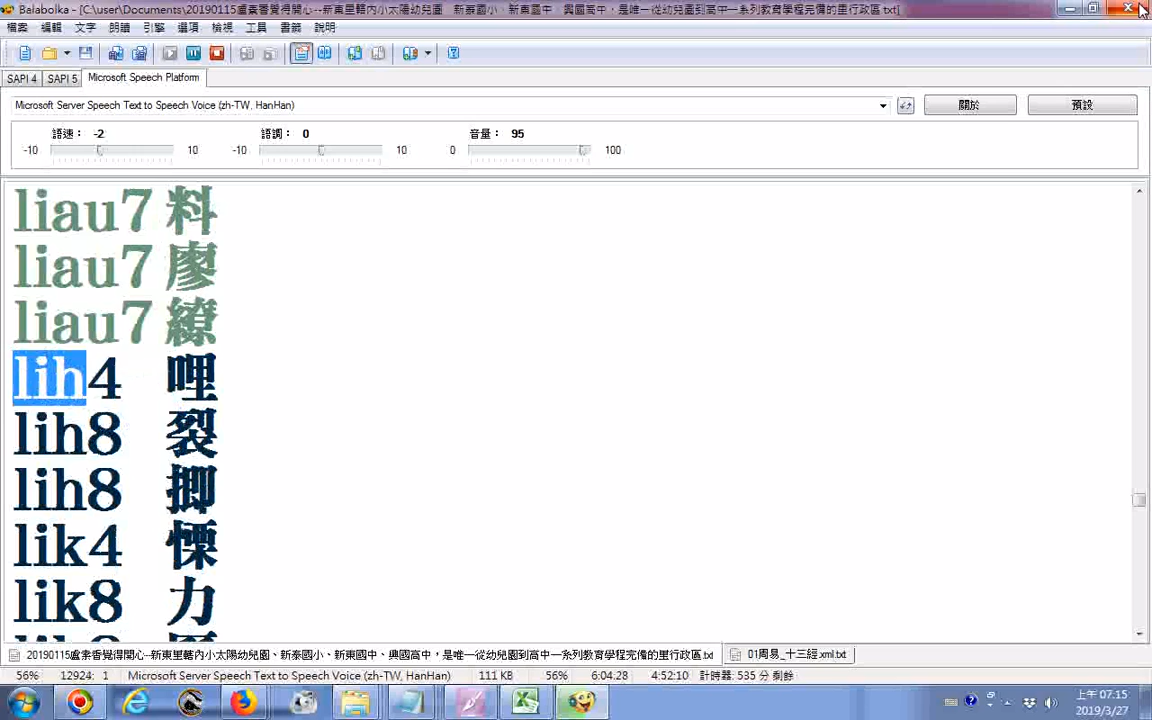 Balabolka - [C:\user\Documents\20190115盧素香覺得開心--新東里轄內小太陽幼兒園、新泰國小、新東國中、興國高中，是唯一從幼兒園到高中一系列教育學程完備的里行政區.txt]
檔案 編輯 文字 朗讀 引擎 選項 檢視 工具 書籤 說明
SAPI 4 SAPI 5 Microsoft Speech Platform
Microsoft Server Speech Text to Speech Voice (zh-TW, HanHan) 關於 預設
語速： -2 語調： 0 音量： 95
-10 10 -10 10 0 100
liau7 料
liau7 廖
liau7 繚
lih4 哩
lih8 裂
lih8 擳
lik4 慄
lik8 力
20190115盧素香覺得開心--新東里轄內小太陽幼兒園、新泰國小、新東國中、興國高中，是唯一從幼兒園到高中一系列教育學程完備的里行政區.txt 01周易_十三經.xml.txt
56% 12924: 1 Microsoft Server Speech Text to Speech Voice (zh-TW, HanHan) 111 KB 56% 6:04.28 4:52:10 計時器： 535 分 剩餘
上午 07:15
2019/3/27